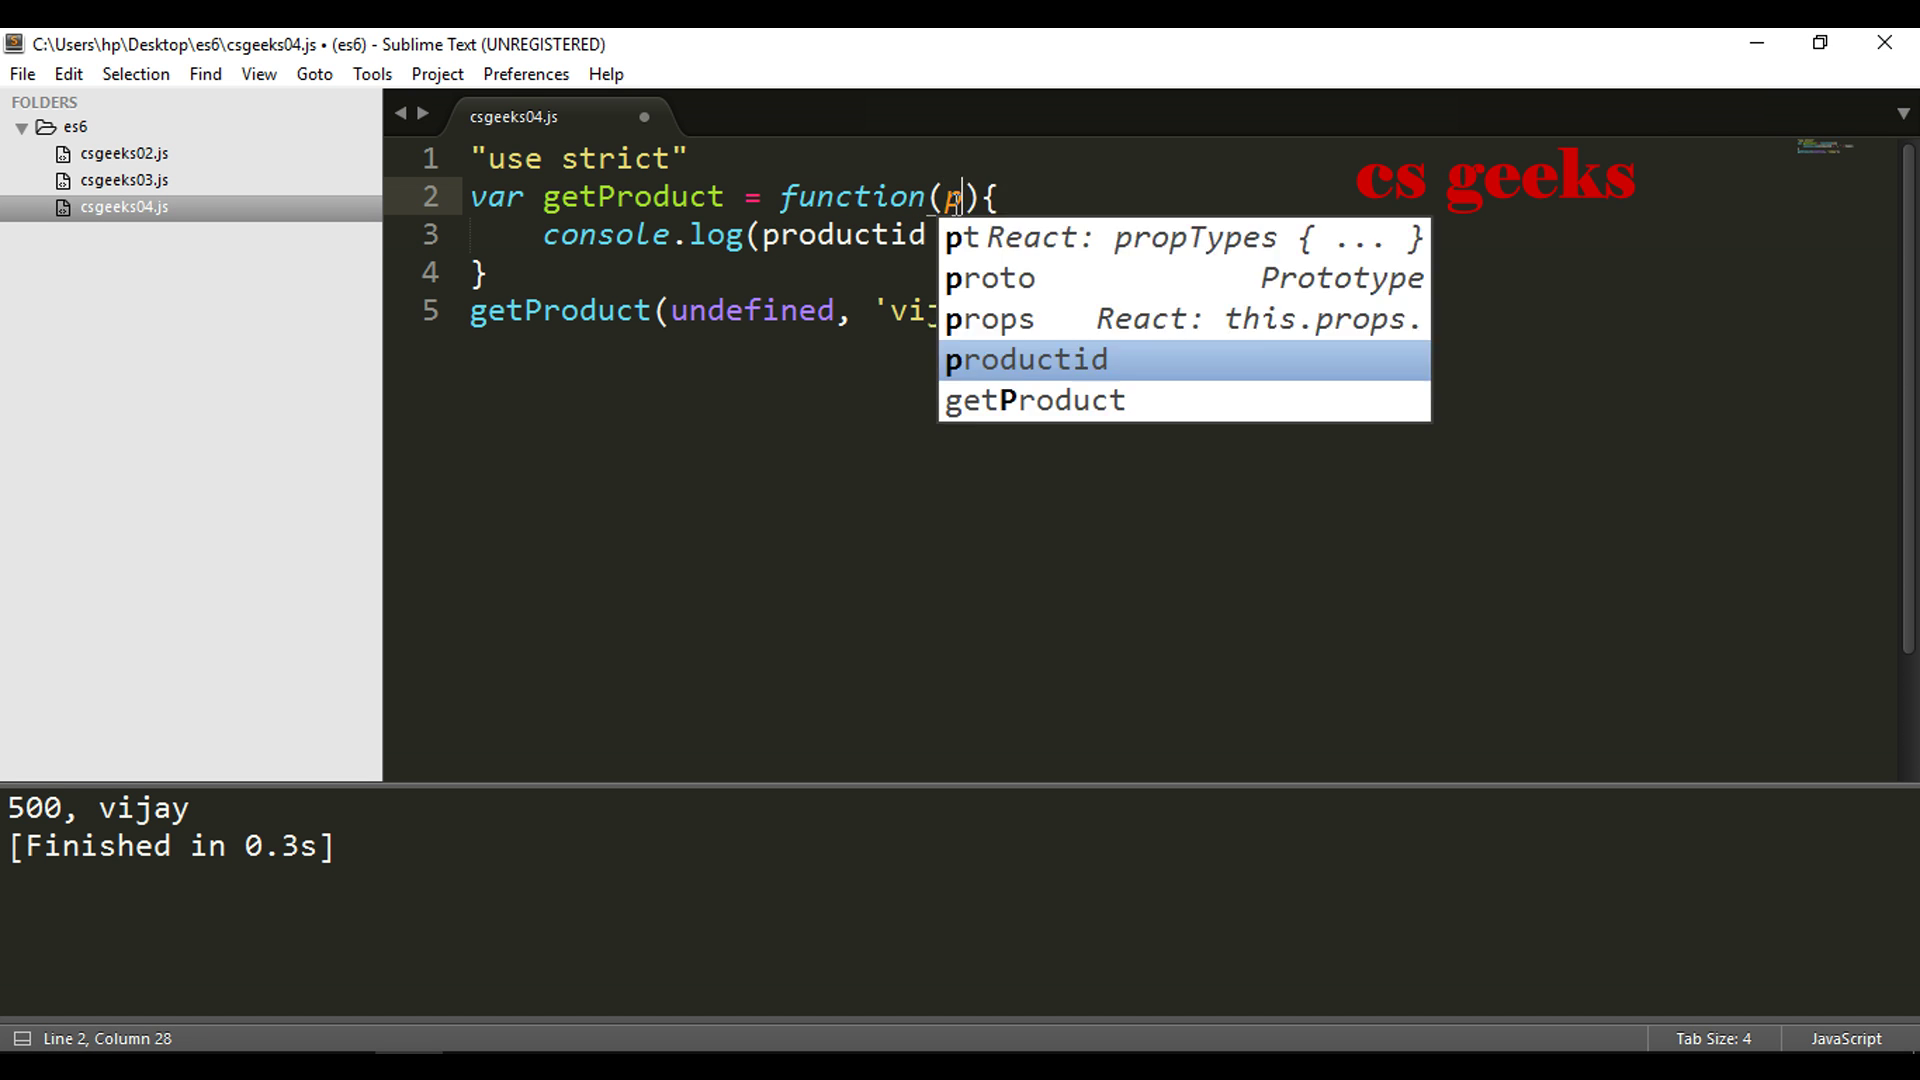 C:\Users\hp\Desktop\es6\csgeeks04.js • (es6) - Sublime Text (UNREGISTERED)
File Edit Selection Find View Goto Tools Project Preferences Help
FOLDERS
es6
csgeeks02.js
csgeeks03.js
csgeeks04.js
csgeeks04.js
cs geeks
1 "use strict"
2 var getProduct = function(p){
3 console.log(productid
4 }
5 getProduct(undefined, 'vij
pt React: propTypes { ... }
proto Prototype
props React: this.props.
productid
getProduct
500, vijay
[Finished in 0.3s]
Line 2, Column 28
Tab Size: 4
JavaScript